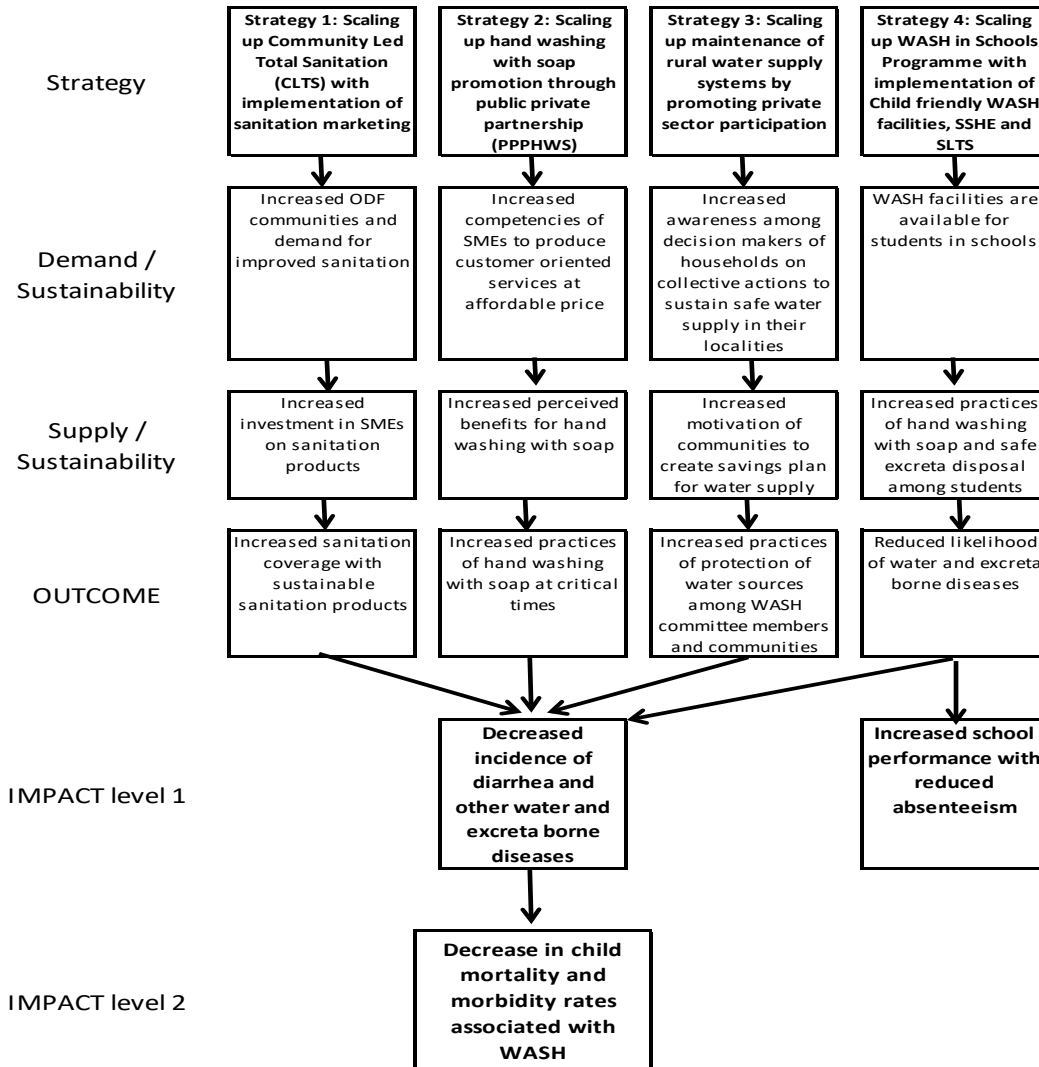 Strategy
Strategy 1: Scaling
up Community Led
Total Sanitation
(CLTS) with
implementation of
sanitation marketing
Strategy 2: Scaling
up hand washing
with soap
promotion through
public private
partnership
(PPPHWS)
Strategy 3: Scaling
up maintenance of
rural water supply
systems by
promoting private
sector participation
Strategy 4: Scaling
up WASH in Schools
Programme with
implementation of
Child friendly WASH
facilities, SSHE and
SLTS
Demand /
Sustainability
Increased ODF
communities and
demand for
improved sanitation
Increased
competencies of
SMEs to produce
customer oriented
services at
affordable price
Increased
awareness among
decision makers of
households on
collective actions to
sustain safe water
supply in their
localities
WASH facilities are
available for
students in schools
Supply /
Sustainability
Increased
investment in SMEs
on sanitation
products
Increased perceived
benefits for hand
washing with soap
Increased
motivation of
communities to
create savings plan
for water supply
Increased practices
of hand washing
with soap and safe
excreta disposal
among students
OUTCOME
Increased sanitation
coverage with
sustainable
sanitation products
Increased practices
of hand washing
with soap at critical
times
Increased practices
of protection of
water sources
among WASH
committee members
and communities
Reduced likelihood
of water and excreta
borne diseases
IMPACT level 1
Decreased
incidence of
diarrhea and
other water and
excreta borne
diseases
Increased school
performance with
reduced
absenteeism
IMPACT level 2
Decrease in child
mortality and
morbidity rates
associated with
WASH